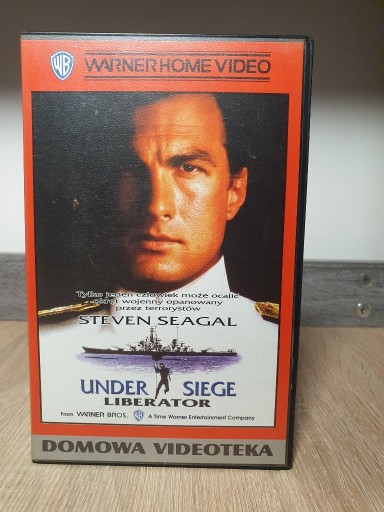 WB WARNER HOME VIDEO
Tylko jeden człowiek może ocalić
okręt wojenny opanowany
przez terrorystów
STEVEN SEAGAL
UNDER SIEGE
LIBERATOR
From WARNER BROS. WB A Time Warner Entertainment Company
DOMOWA VIDEOTEKA